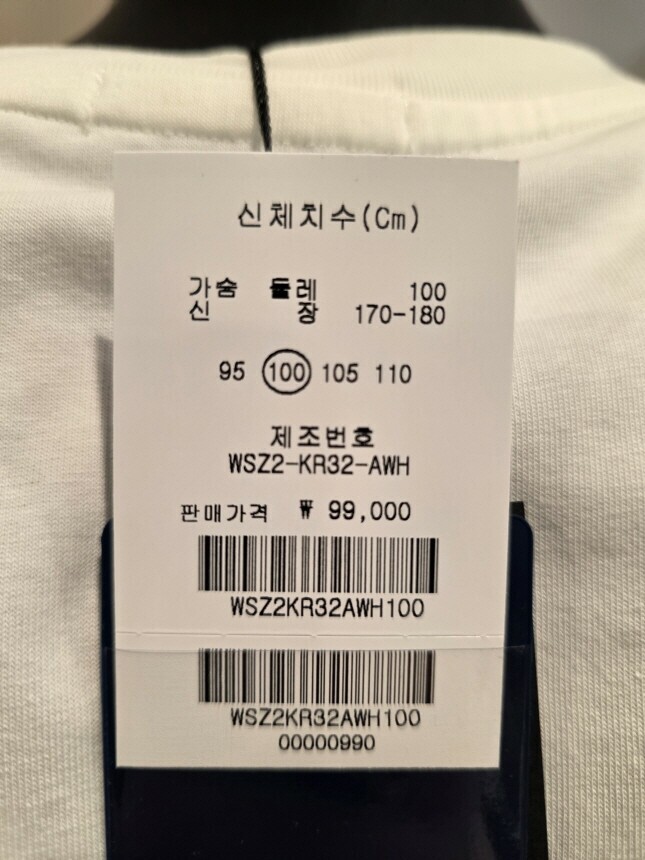 신체치수(Cm)
가슴 둘레 100
신 장 170-180
95 100 105 110
제조번호
WSZ2-KR32-AWH
판매가격 ₩ 99,000
WSZ2KR32AWH100
WSZ2KR32AWH100
00000990